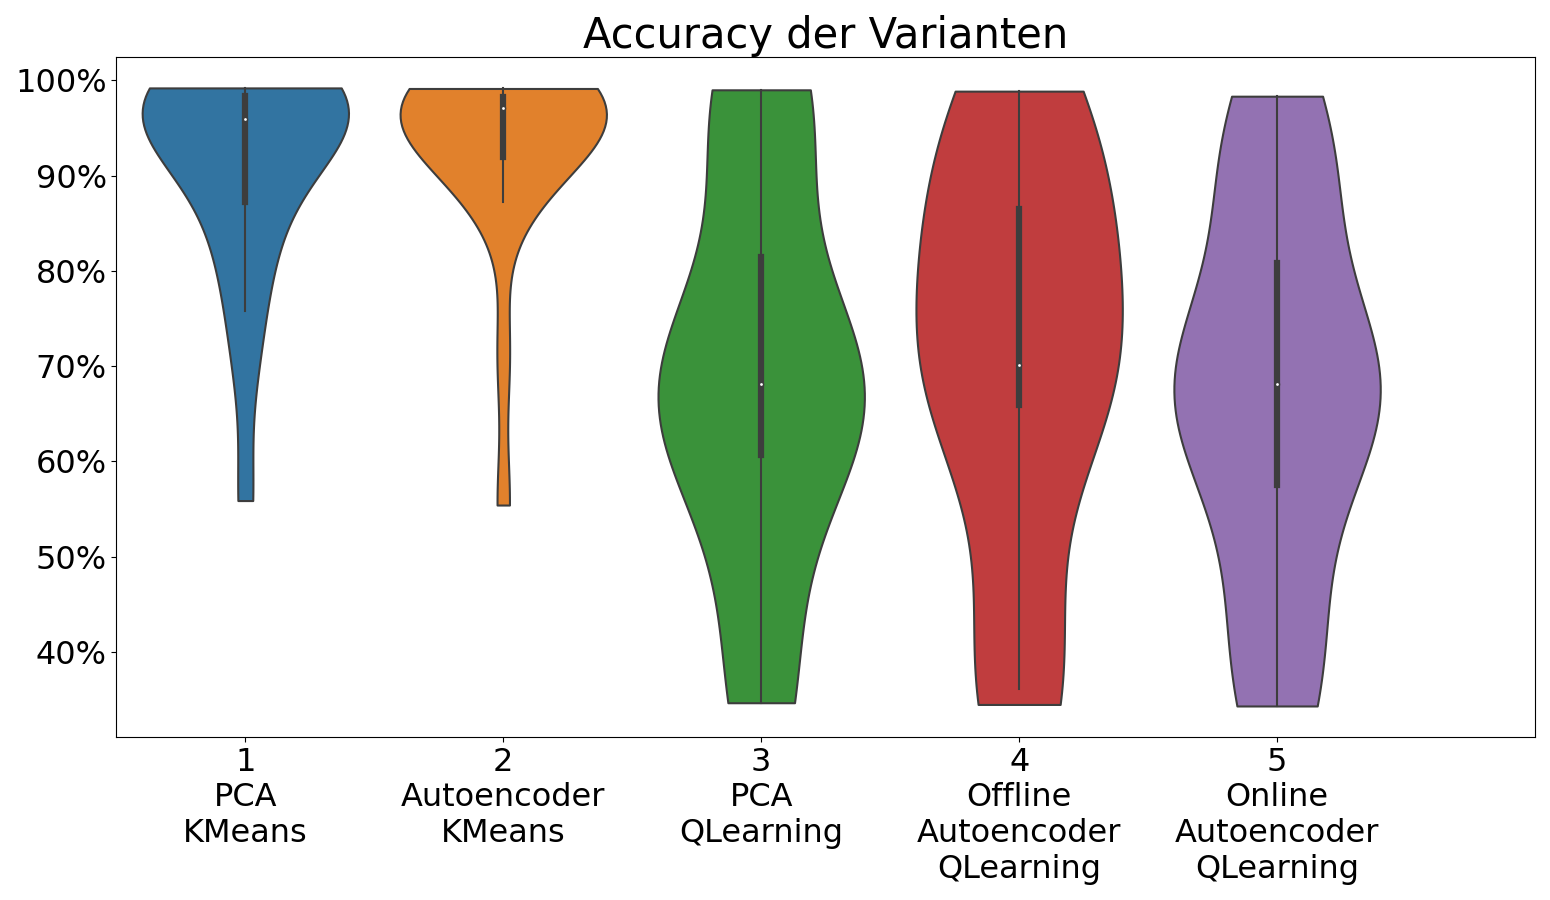 Accuracy der Varianten
100%
90%
80%
70%
60%
50%
40%
1 2 3 4 5
PCA Autoencoder PCA Offline Online
KMeans KMeans QLearning Autoencoder Autoencoder
QLearning QLearning